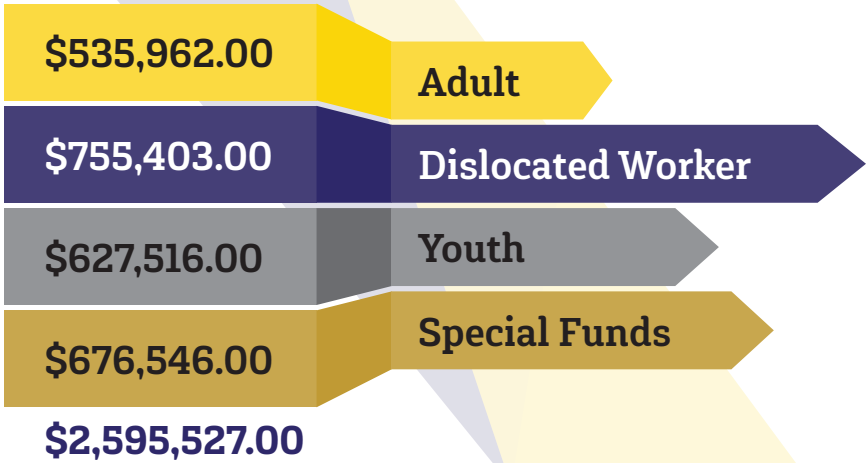 $535,962.00
Adult
$755,403.00
Dislocated Worker
$627,516.00
Youth
$676,546.00
Special Funds
$2,595,527.00